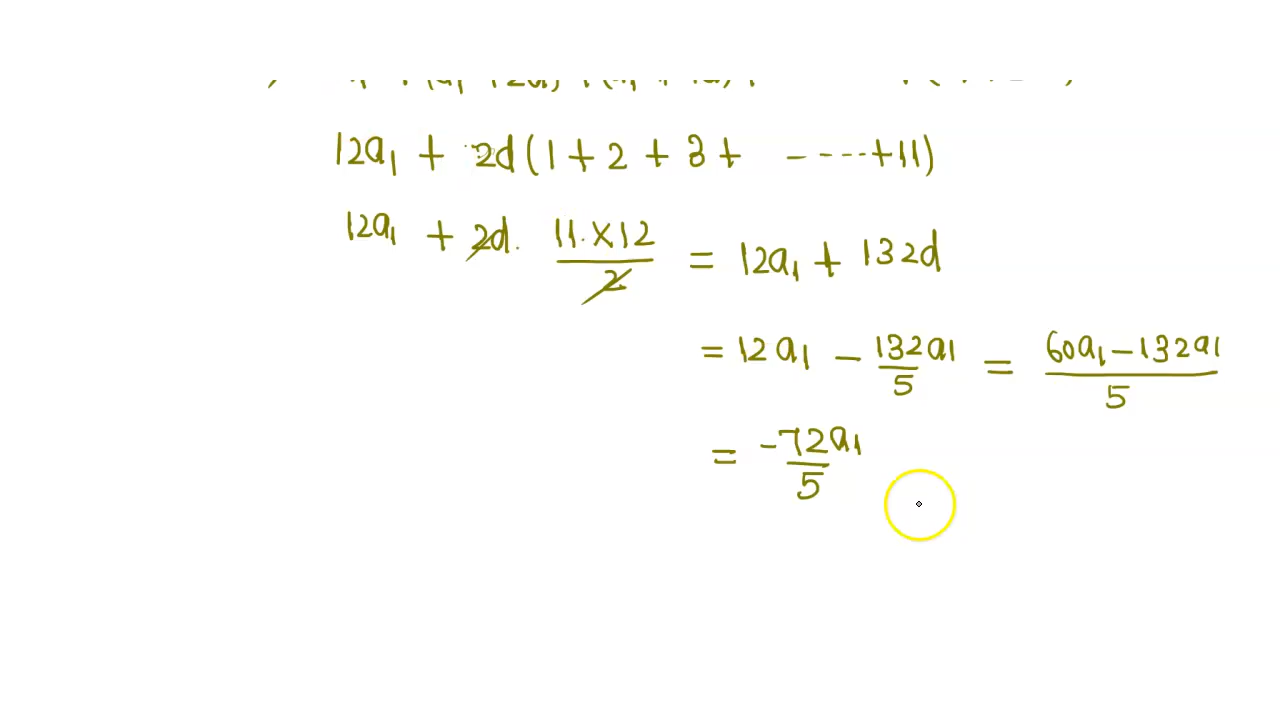 12a₁ + 2d(1 + 2 + 3 + -----+11)
12a₁ + 2d. 11.×12/2 = 12a₁ + 132d
= 12a₁ - 132a₁/5 = 60a₁ - 132a₁/5
= -72a₁/5